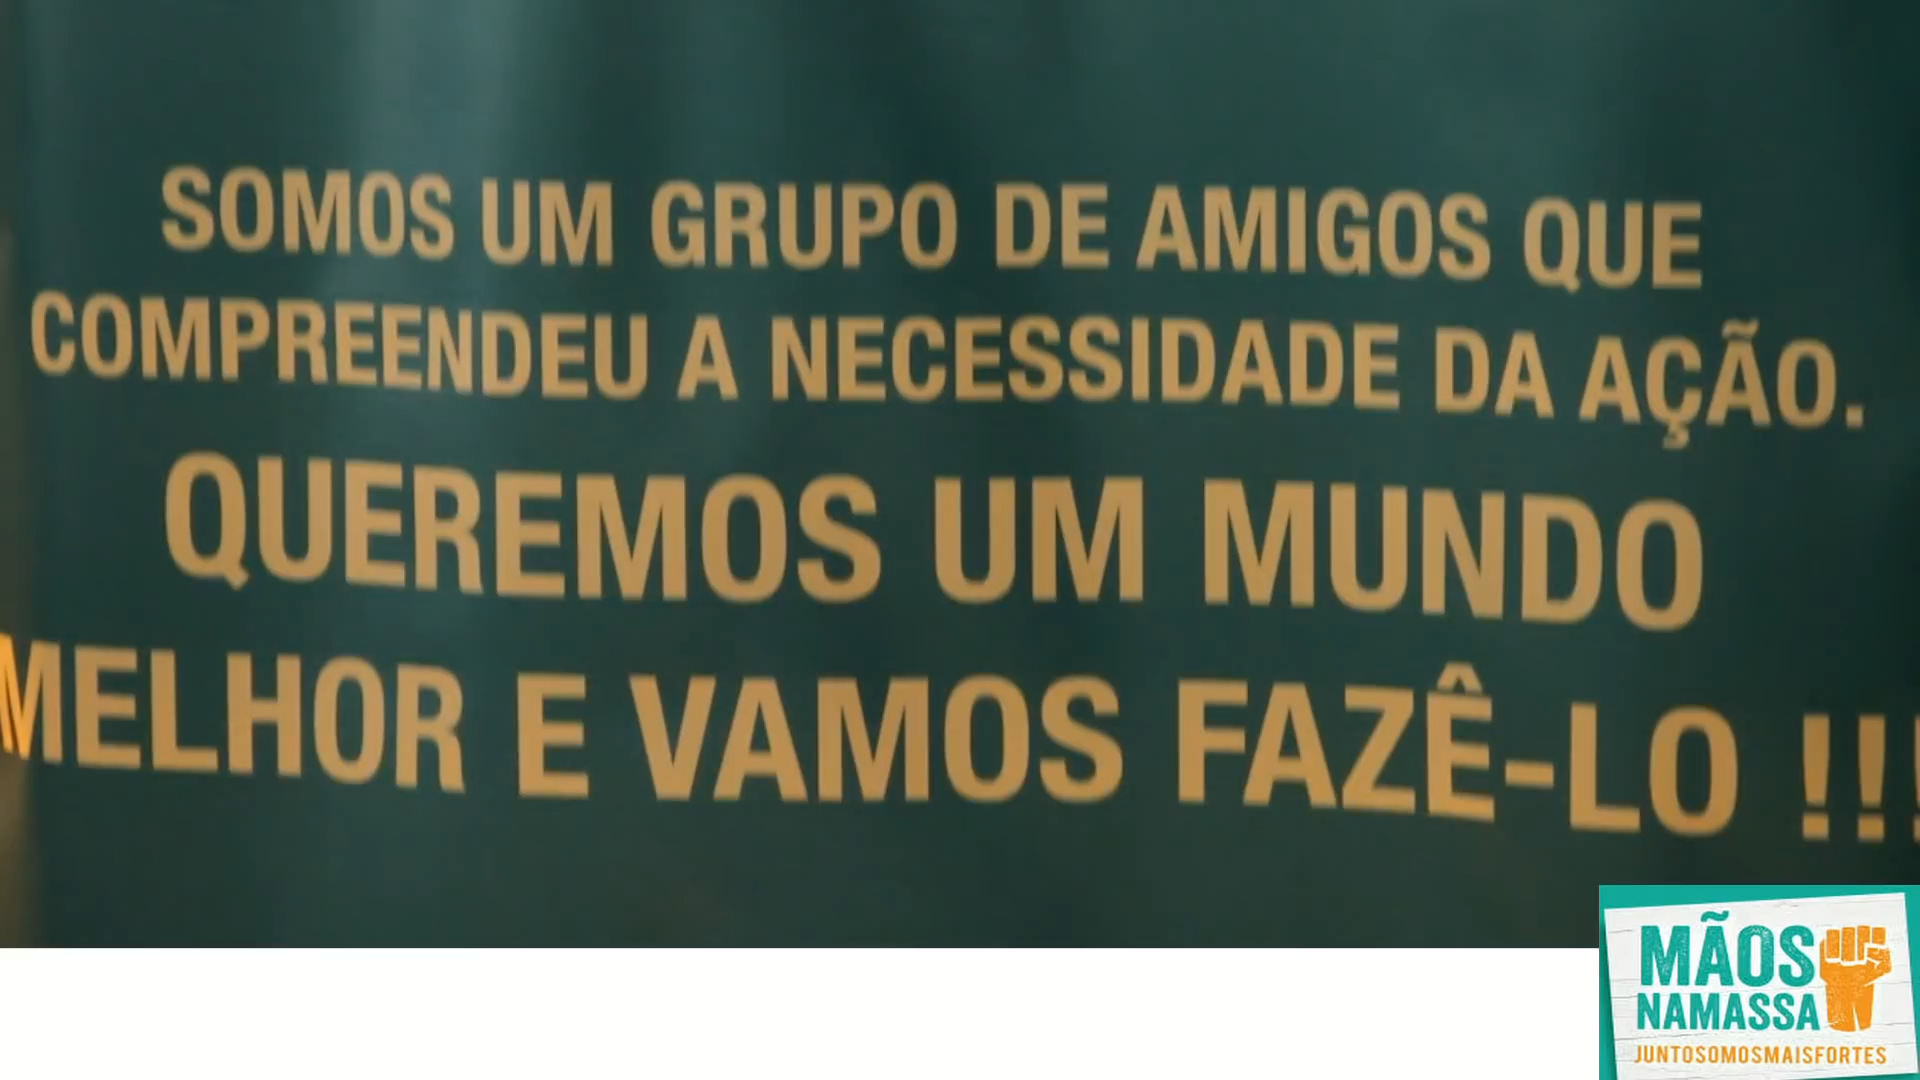 SOMOS UM GRUPO DE AMIGOS QUE
COMPREENDEU A NECESSIDADE DA AÇÃO.
QUEREMOS UM MUNDO
MELHOR E VAMOS FAZÊ-LO !!!
MÃOS
NAMASSA
JUNTOSOMOSMAISFORTES